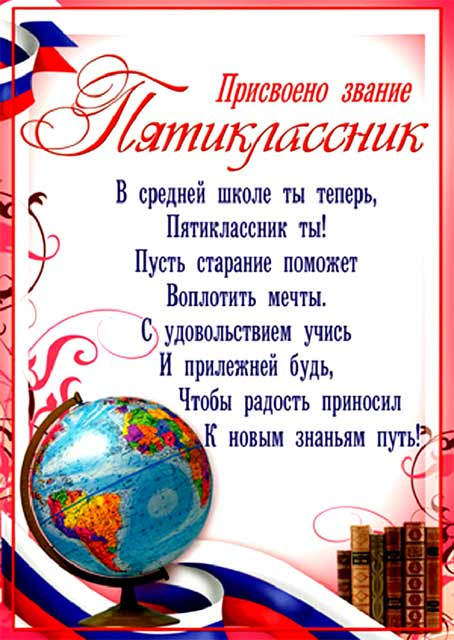 Присвоено звание
Пятиклассник
В средней школе ты теперь,
Пятиклассник ты!
Пусть старание поможет
Воплотить мечты.
С удовольствием учись
И прилежней будь,
Чтобы радость приносил
К новым знаньям путь!